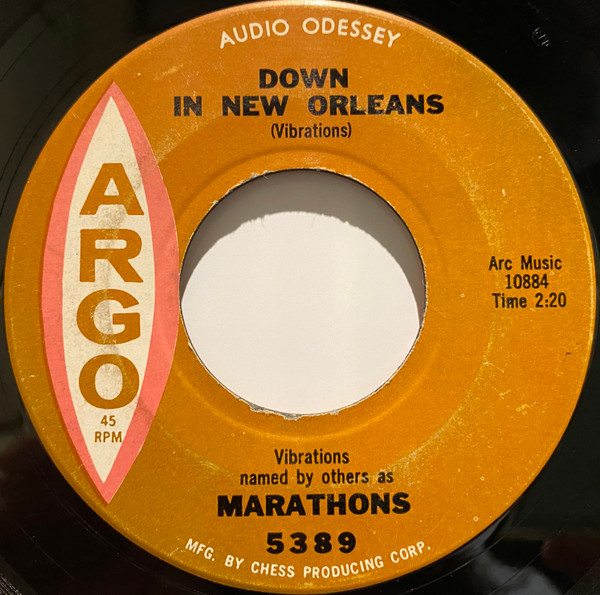 AUDIO ODESSEY
DOWN
IN NEW ORLEANS
(Vibrations)
ARGO
45
RPM
Arc Music
10884
Time 2:20
Vibrations
named by others as
MARATHONS
5389
MFG. BY CHESS PRODUCING CORP.